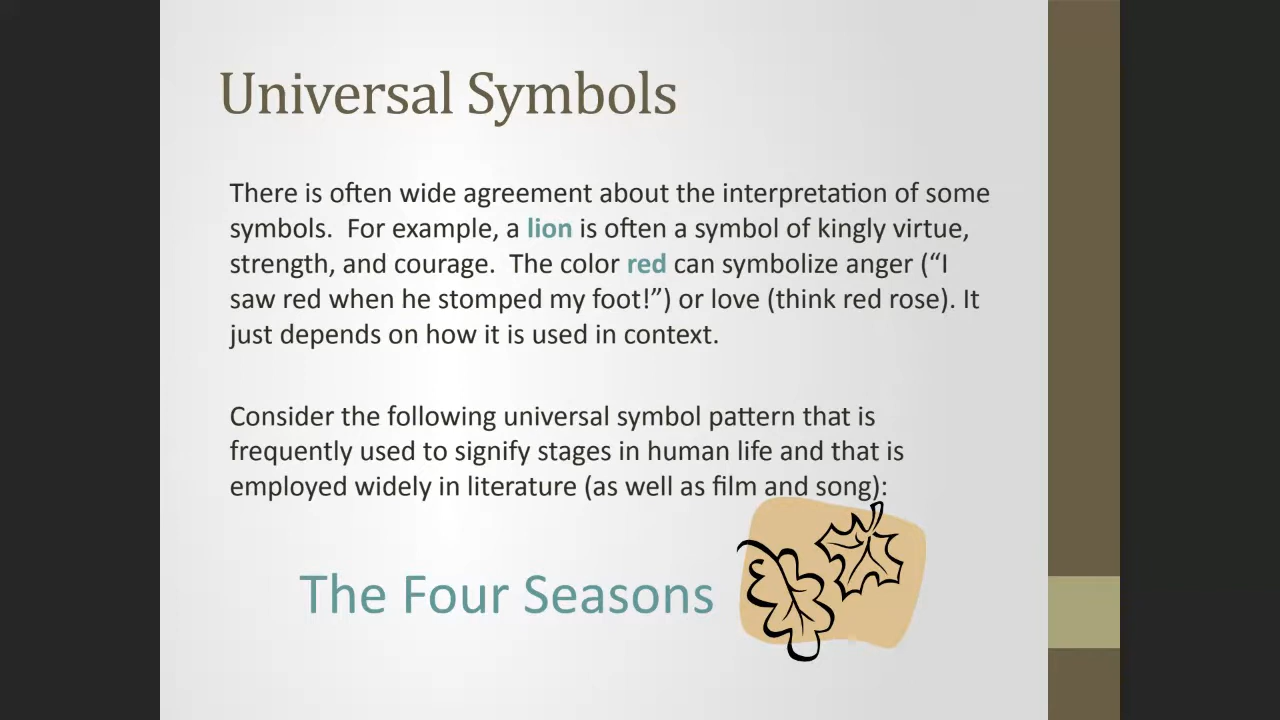 Universal Symbols
There is often wide agreement about the interpretation of some
symbols.  For example, a lion is often a symbol of kingly virtue,
strength, and courage.  The color red can symbolize anger (“I
saw red when he stomped my foot!”) or love (think red rose). It
just depends on how it is used in context.
Consider the following universal symbol pattern that is
frequently used to signify stages in human life and that is
employed widely in literature (as well as film and song):
The Four Seasons